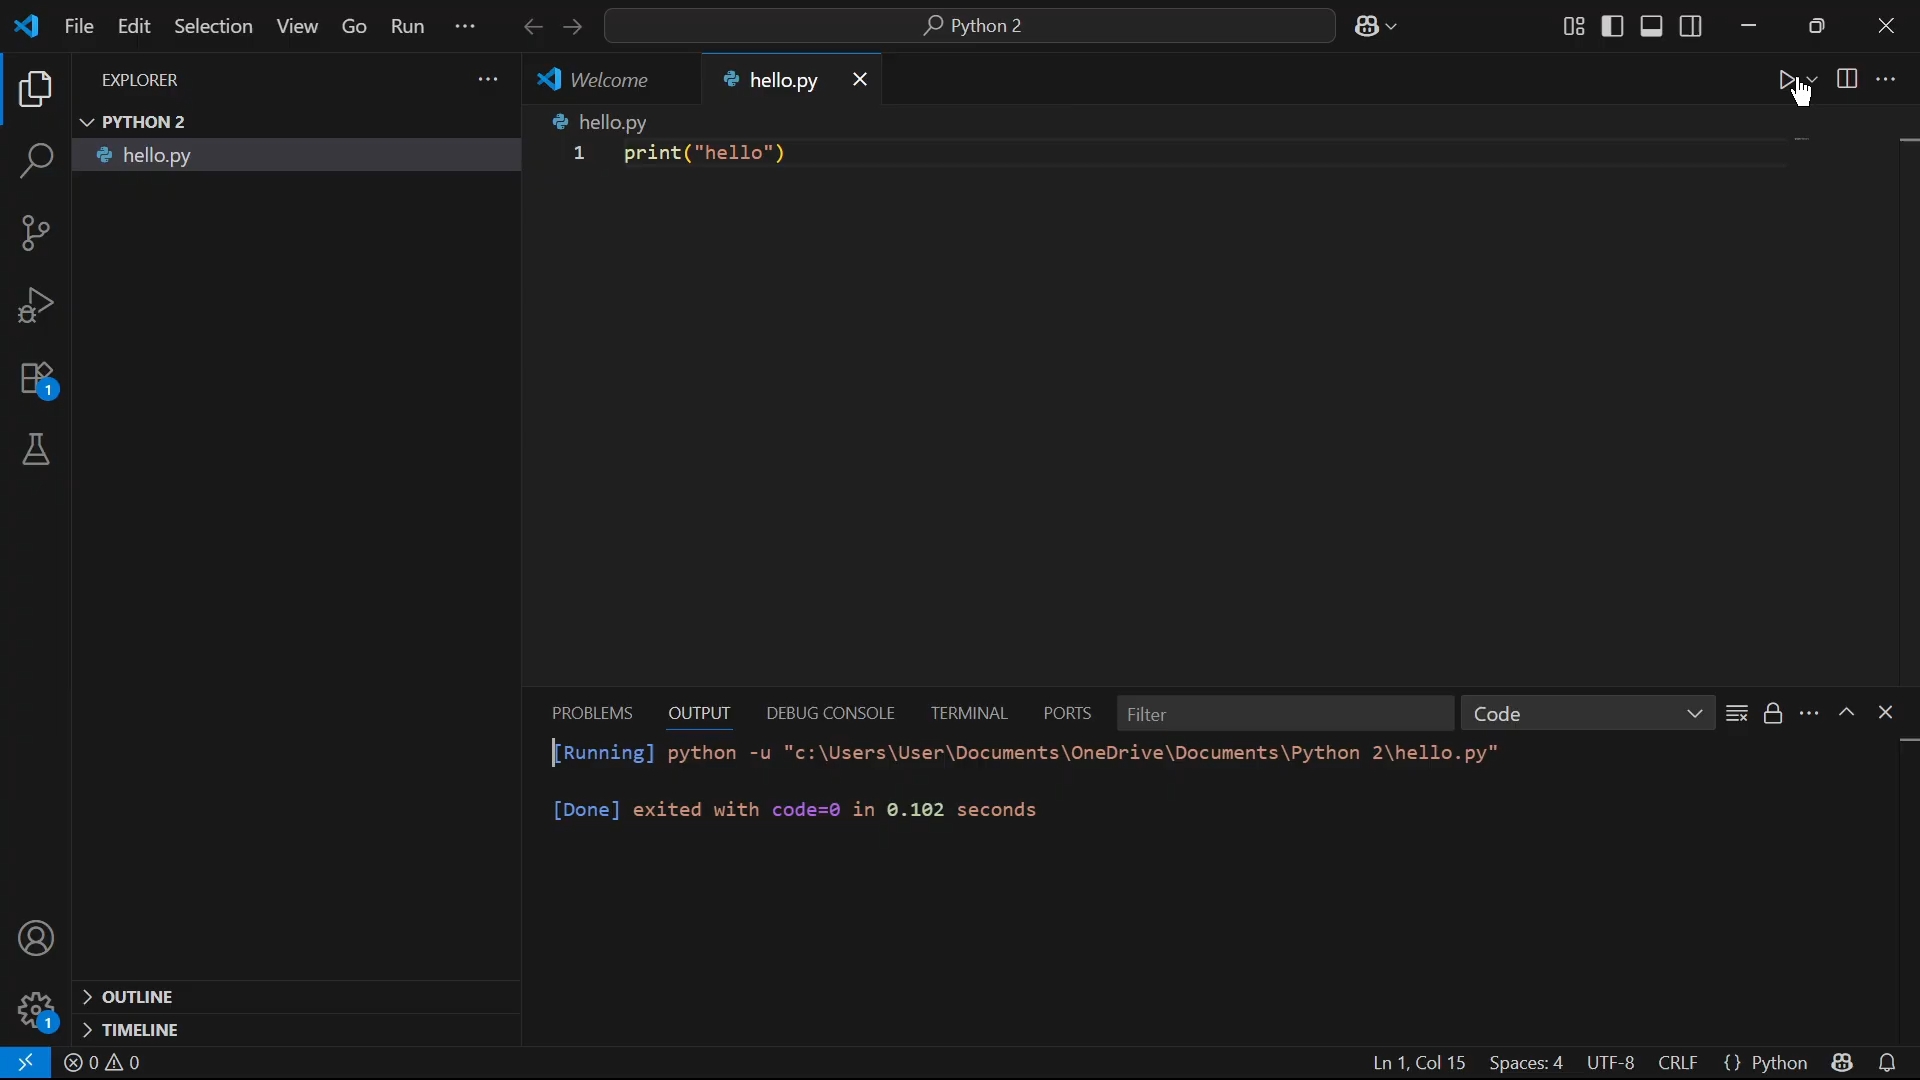 File Edit Selection View Go Run ··· Python 2
EXPLORER ···
PYTHON 2
hello.py
OUTLINE
TIMELINE
Welcome hello.py
hello.py
1 print("hello")
PROBLEMS OUTPUT DEBUG CONSOLE TERMINAL PORTS Filter Code
[Running] python -u "c:\Users\User\Documents\OneDrive\Documents\Python 2\hello.py"
[Done] exited with code=0 in 0.102 seconds
1
1
0 0 Ln 1, Col 15 Spaces: 4 UTF-8 CRLF {} Python